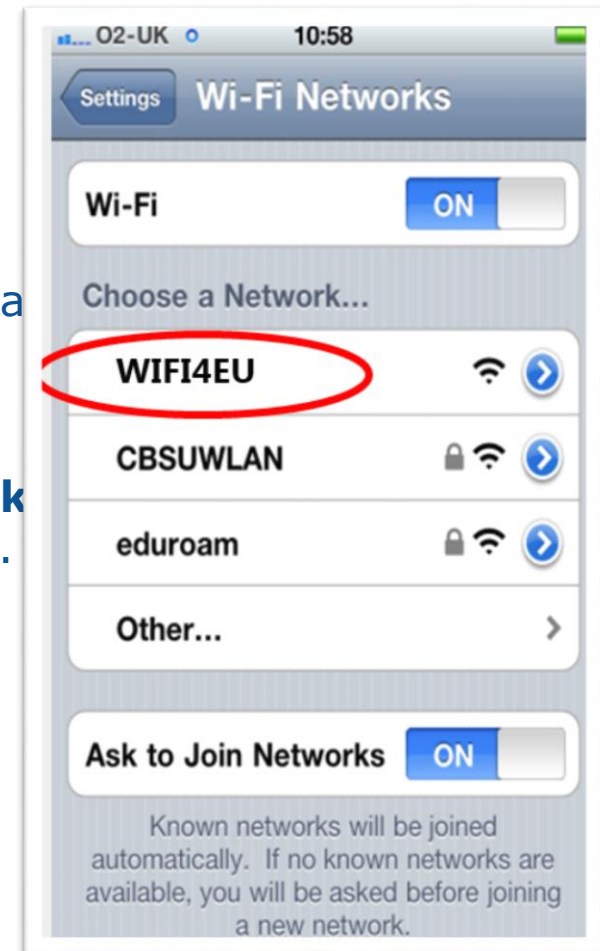 O2-UK 10:58
Settings Wi-Fi Networks
Wi-Fi ON
a
Choose a Network...
WIFI4EU
CBSUWLAN
k
eduroam
.
Other...
Ask to Join Networks ON
Known networks will be joined
automatically. If no known networks are
available, you will be asked before joining
a new network.